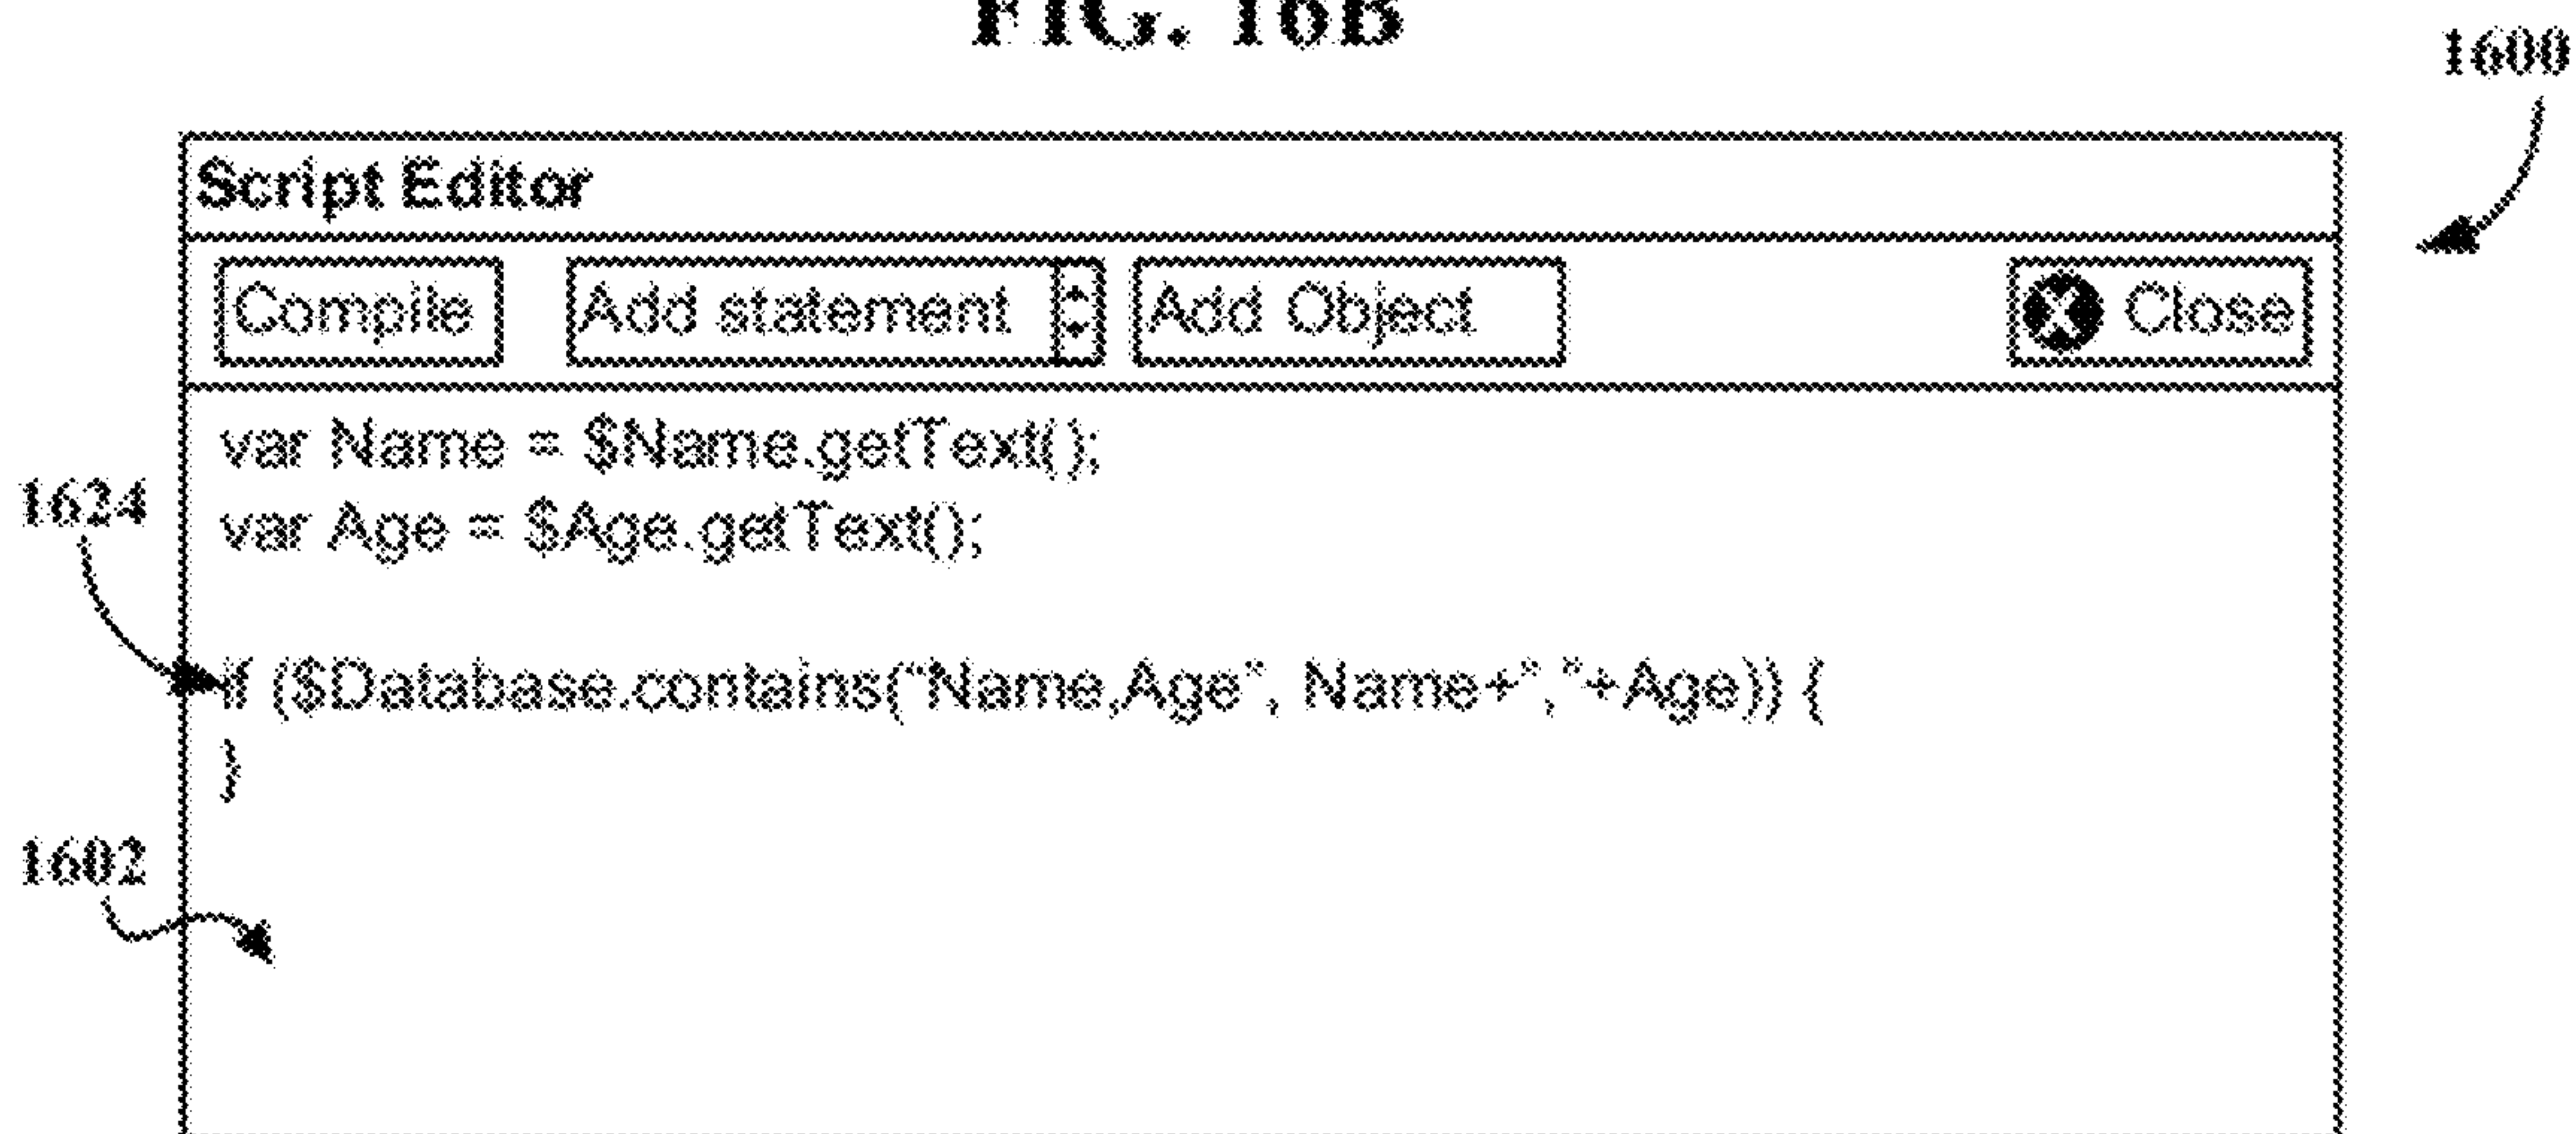 FIG. 16B
1600
Script Editor
Compile Add statement Add Object Close
var Name = $Name.getText();
var Age = $Age.getText();
1624
if ($Database.contains("Name,Age", Name+","+Age)) {
}
1602